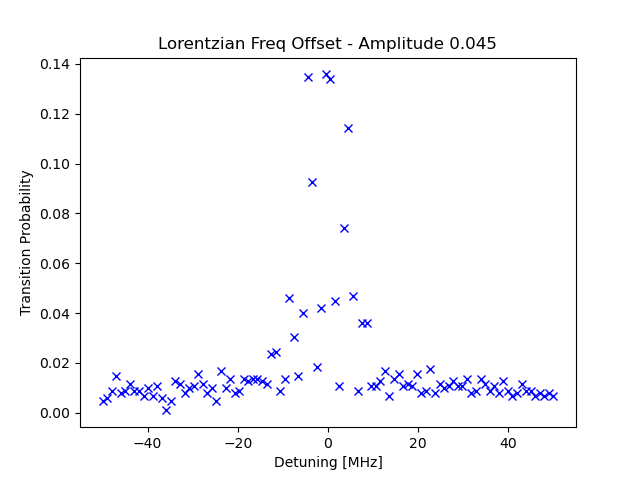 Lorentzian Freq Offset - Amplitude 0.045
0.14
0.12
0.10
0.08
0.06
0.04
0.02
0.00
Transition Probability
−40 −20 0 20 40
Detuning [MHz]